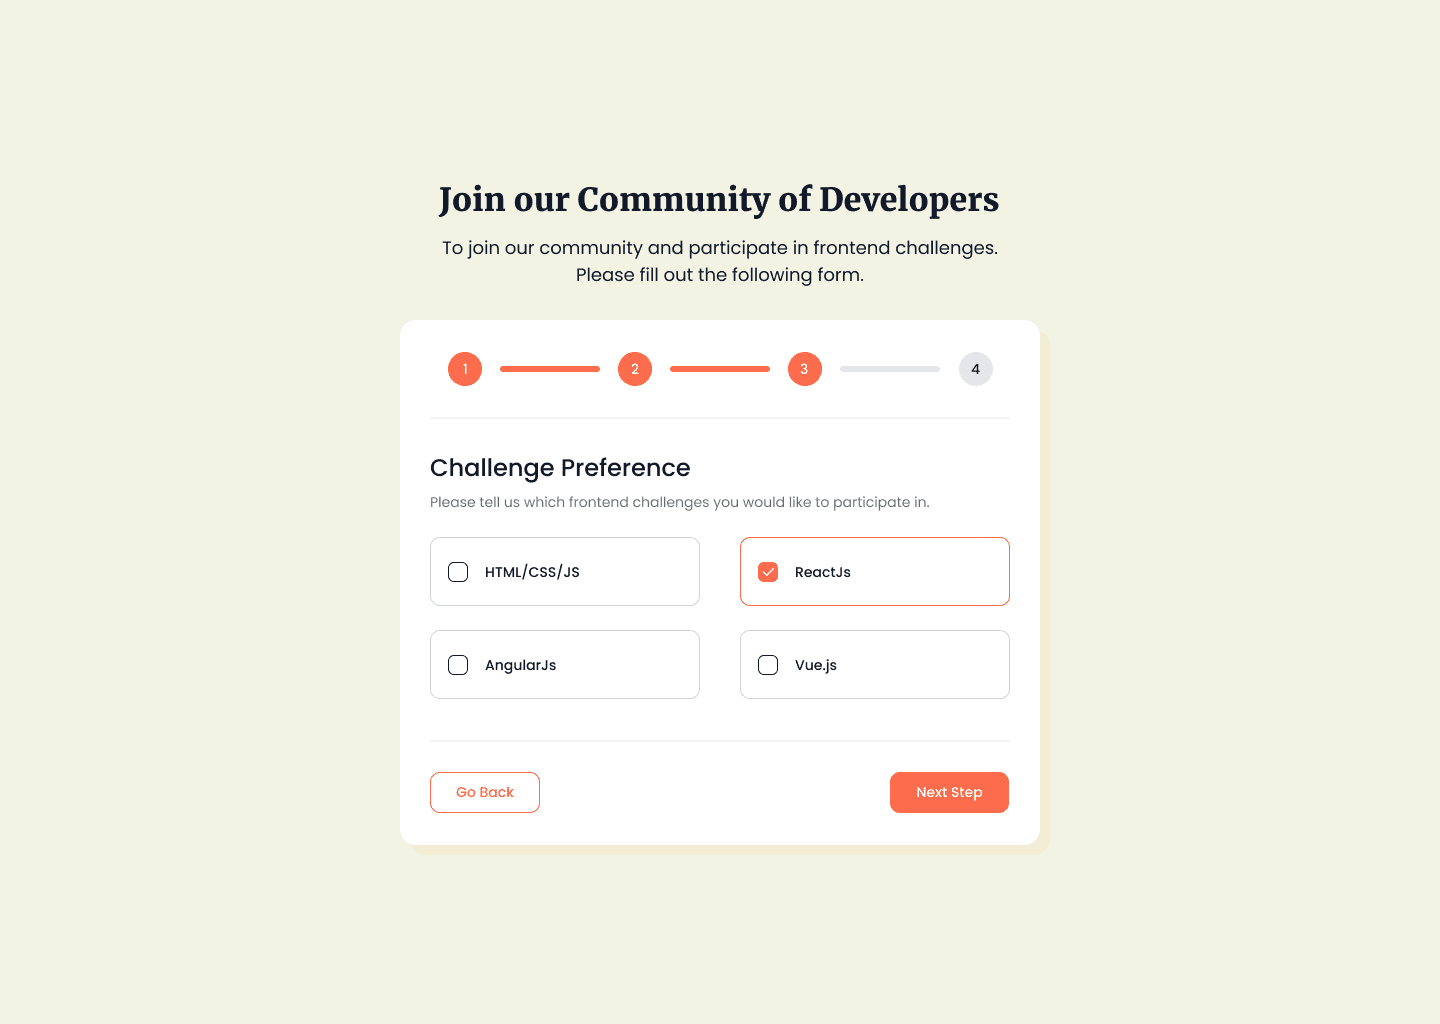 Join our Community of Developers
To join our community and participate in frontend challenges.
Please fill out the following form.
1 2 3 4
Challenge Preference
Please tell us which frontend challenges you would like to participate in.
HTML/CSS/JS ReactJs
AngularJs Vue.js
Go Back Next Step